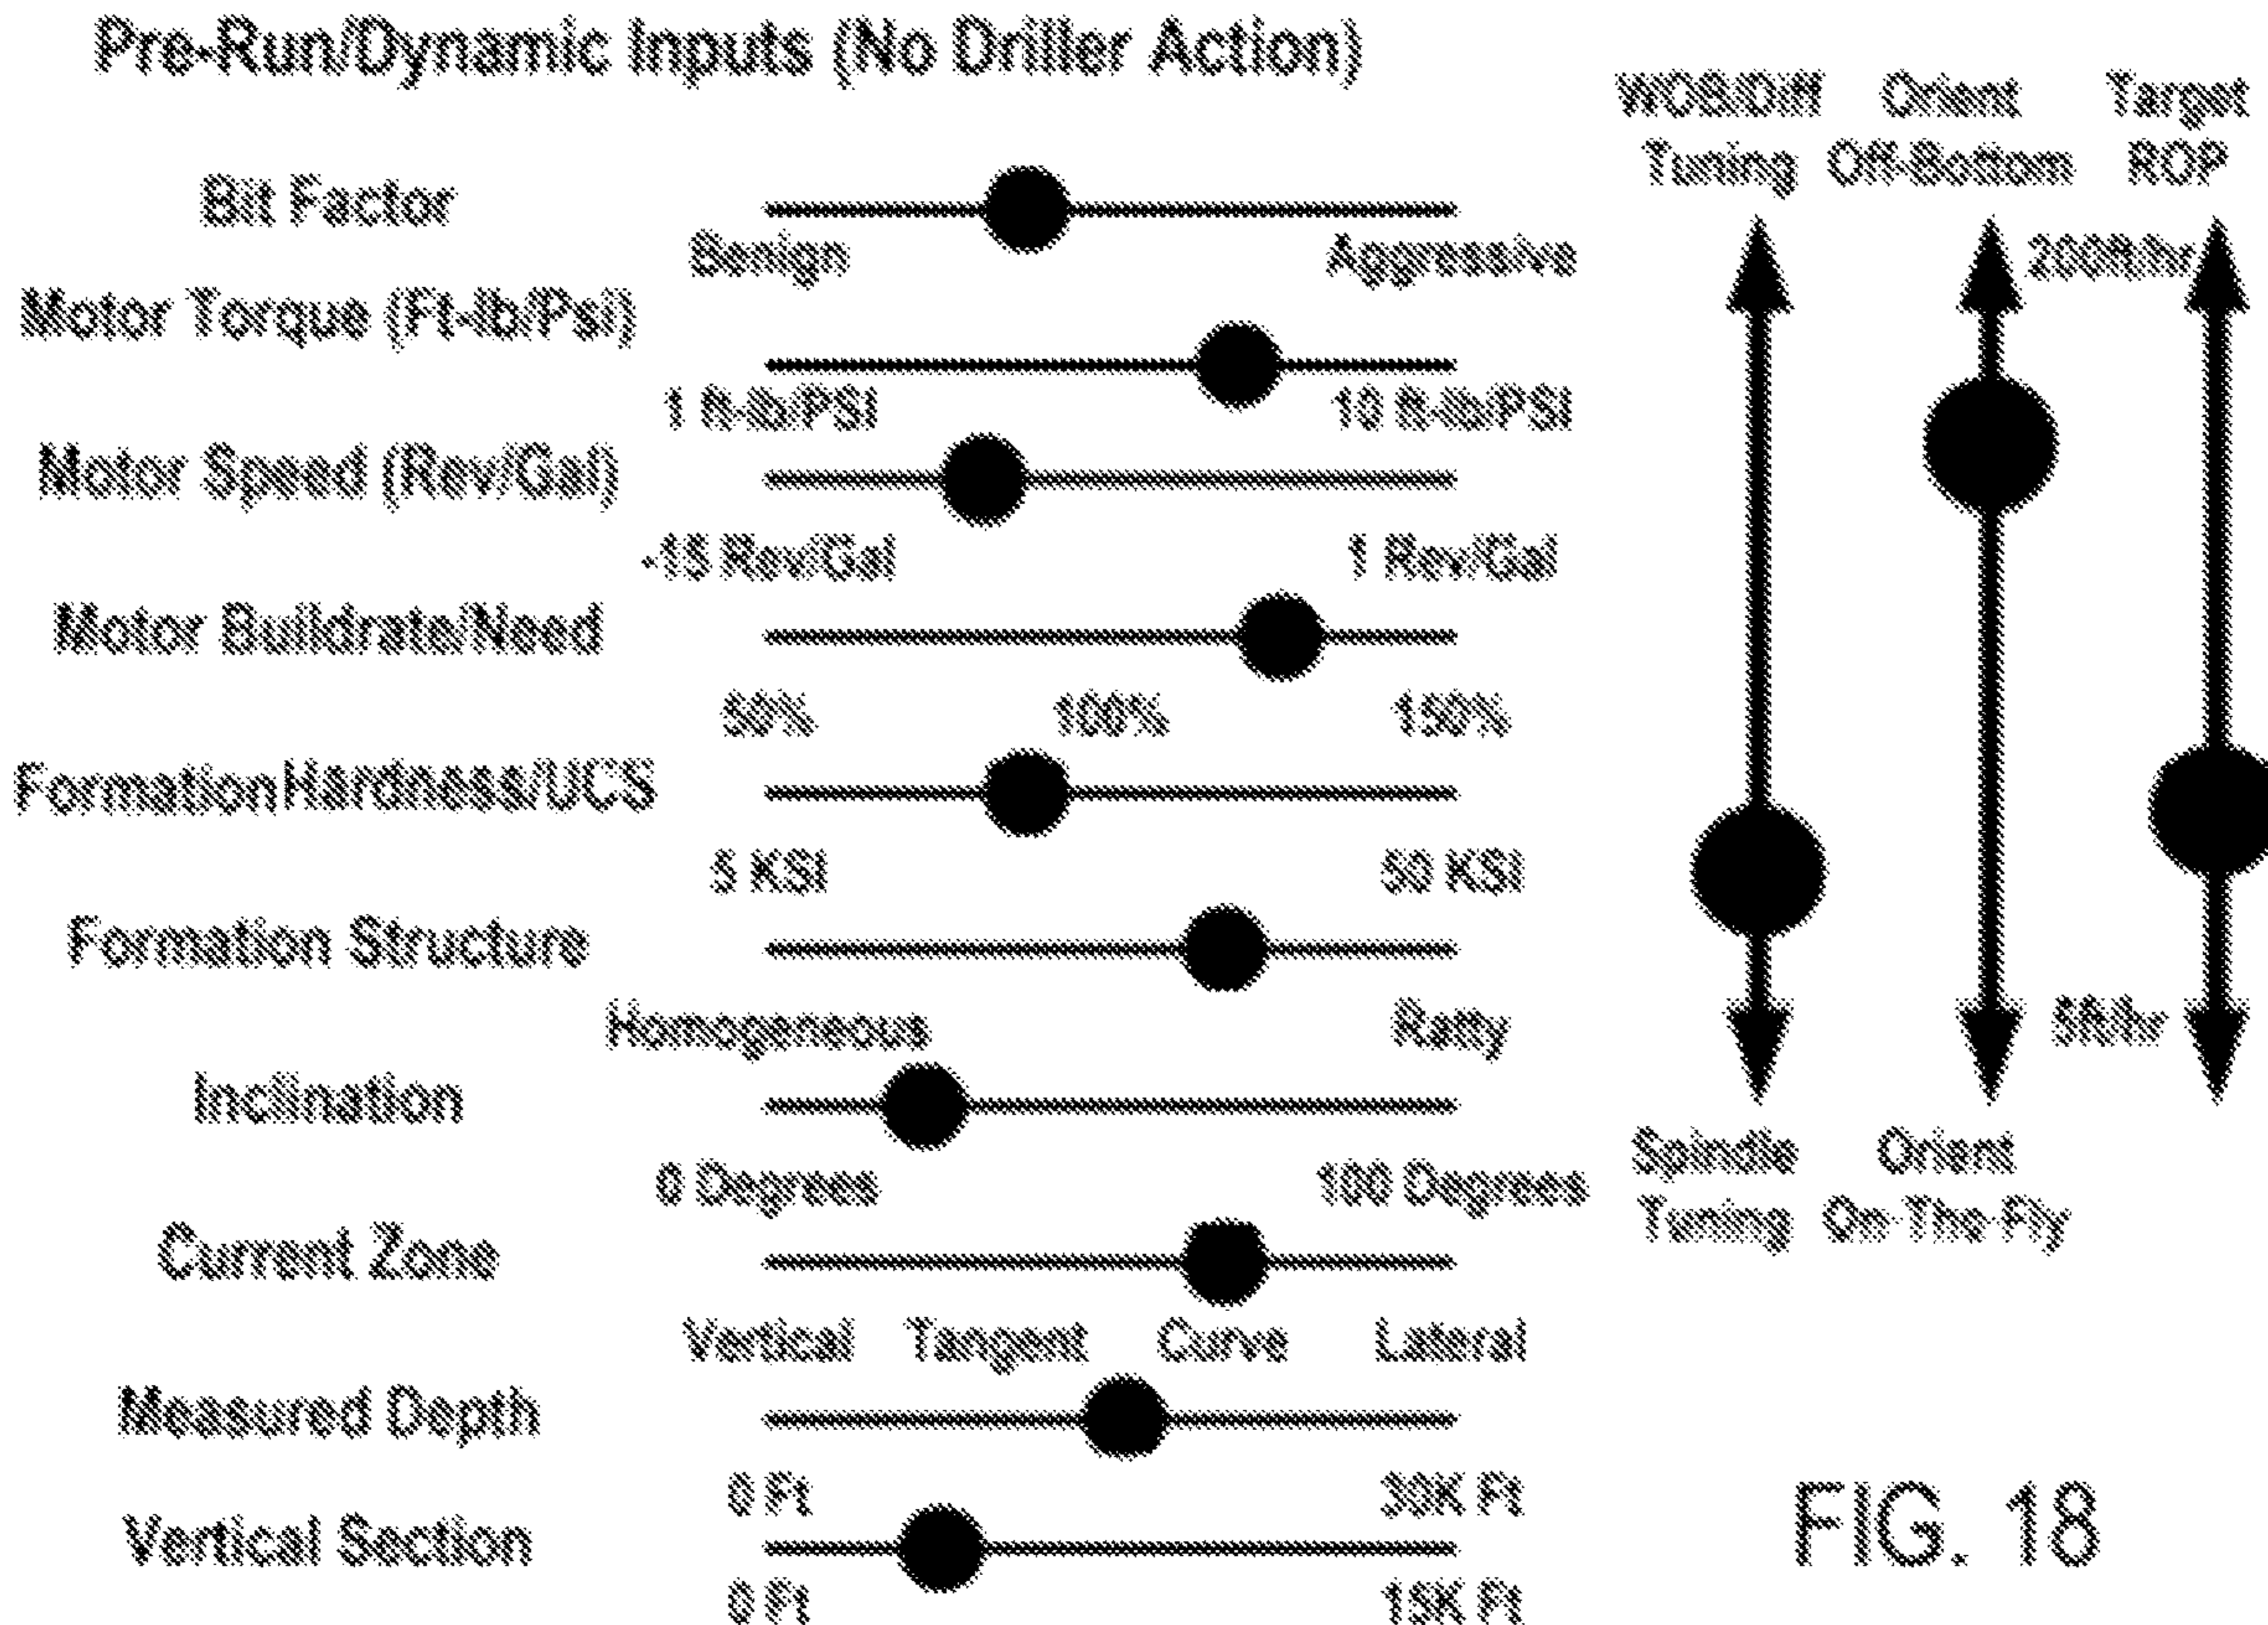 Pre-Run/Dynamic Inputs (No Driller Action)
Bit Factor
Benign Aggressive
Motor Torque (Ft-lb/Psi)
1 ft-lb/PSI 10 ft-lb/PSI
Motor Speed (Rev/Gal)
-15 Rev/Gal 1 Rev/Gal
Motor Buildrate/Need
50% 100% 150%
Formation Hardness/UCS
5 KSI 50 KSI
Formation Structure
Homogeneous Ratty
Inclination
0 Degrees 100 Degrees
Current Zone
Vertical Tangent Curve Lateral
Measured Depth
0 Ft 30K Ft
Vertical Section
0 Ft 15K Ft
WOB/Diff Orient Target
Tuning Off-Bottom ROP
200ft/hr
5ft/hr
Spindle Orient
Tuning On-The-Fly
FIG. 18